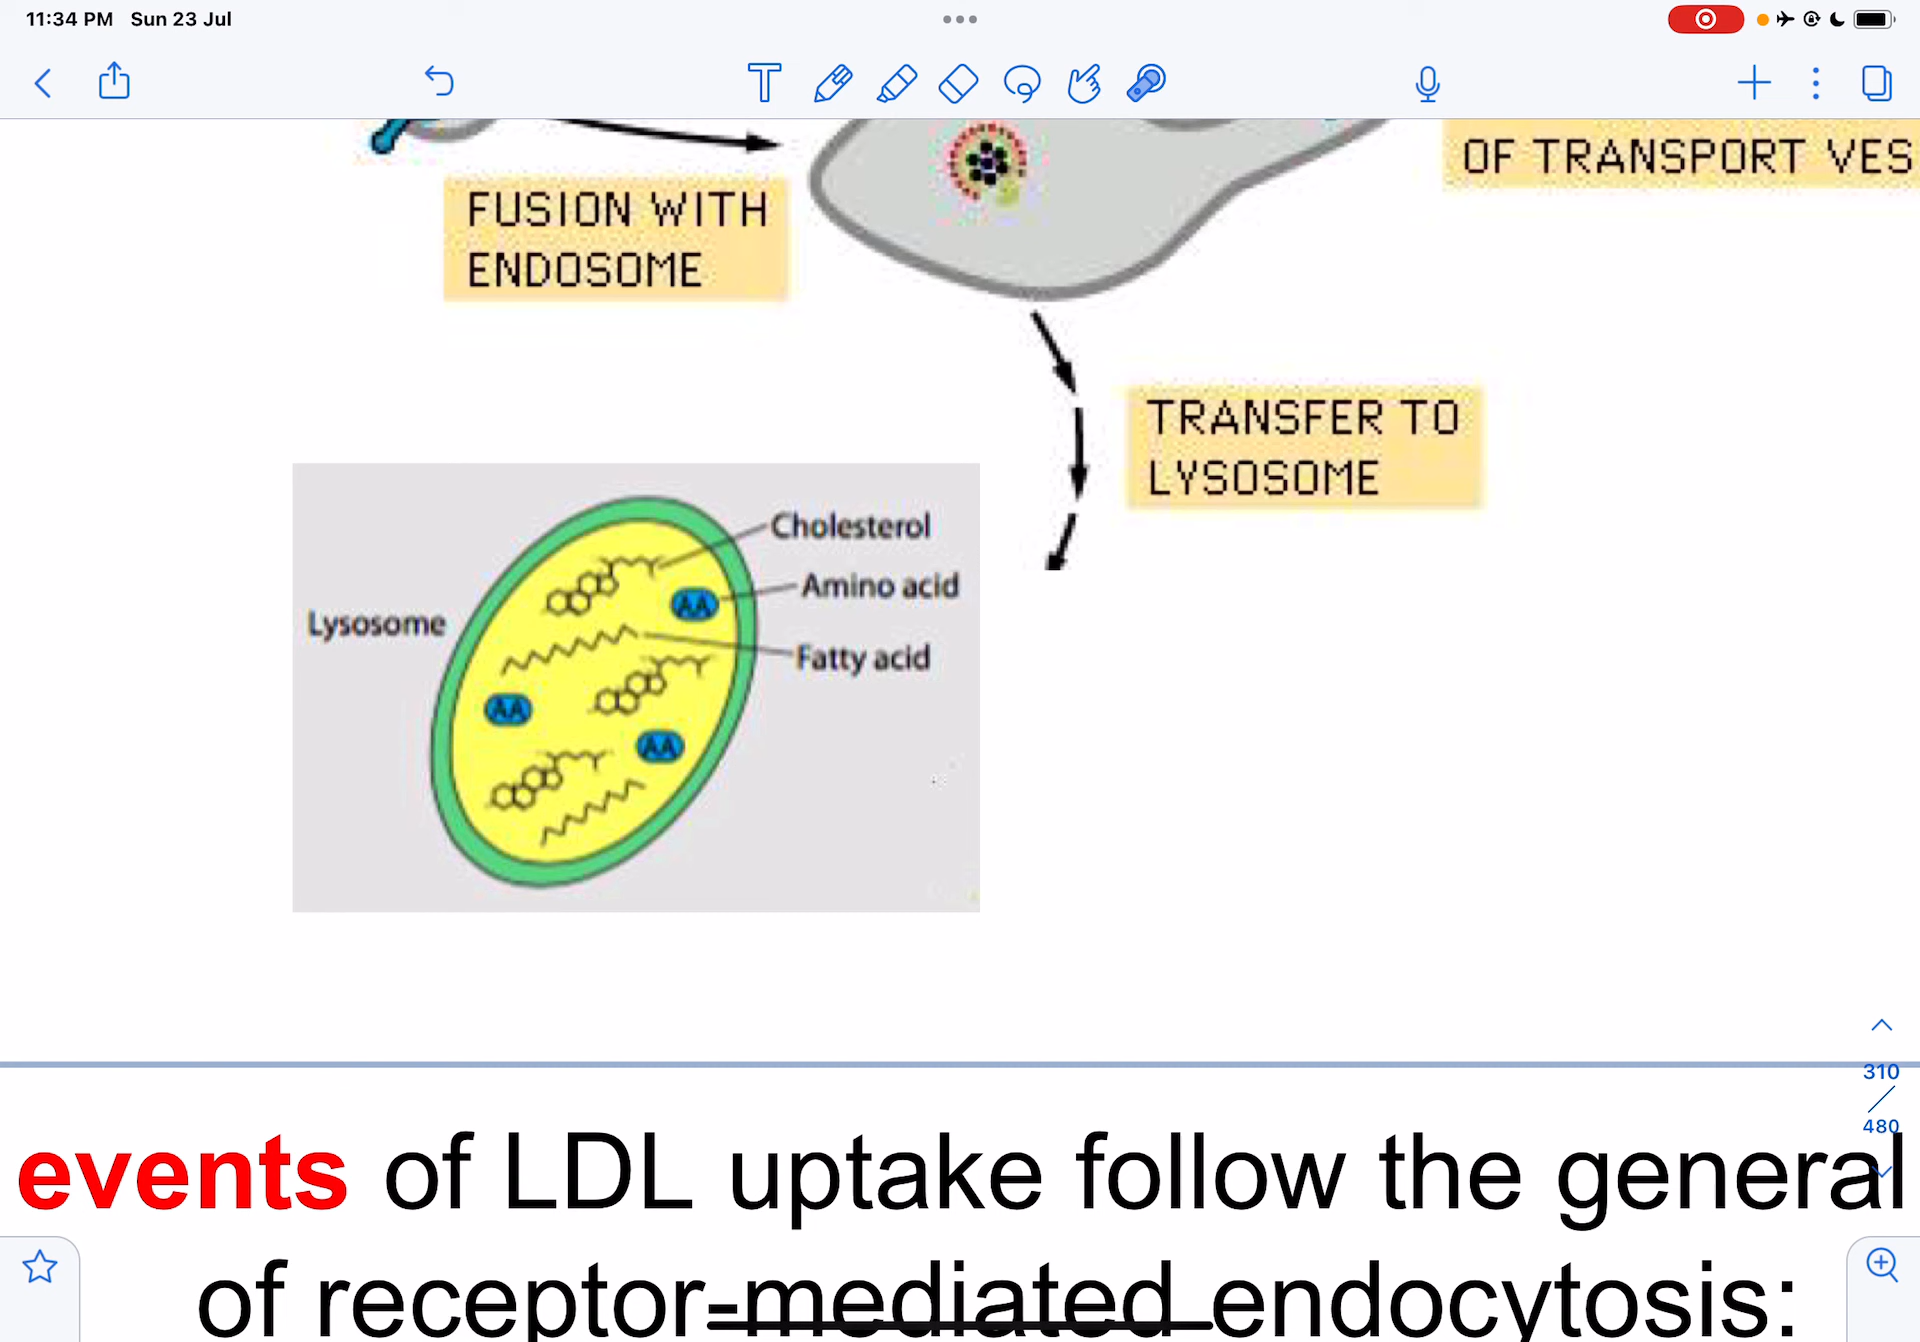 11:34 PM Sun 23 Jul
OF TRANSPORT VES
FUSION WITH
ENDOSOME
TRANSFER TO
LYSOSOME
Cholesterol
Amino acid
Lysosome
Fatty acid
AA
AA
AA
310
480
events of LDL uptake follow the general
of receptor-mediated endocytosis: